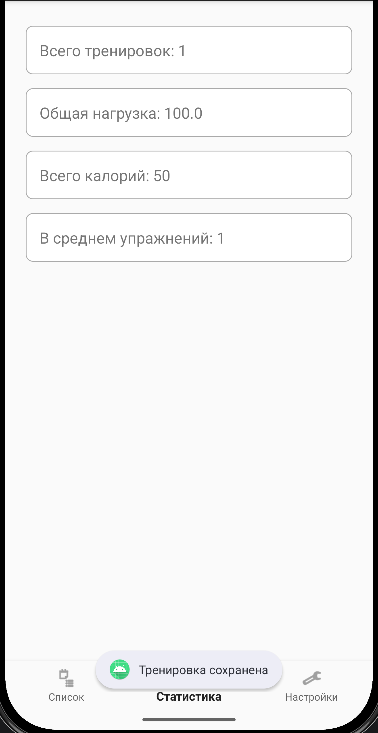 Всего тренировок: 1
Общая нагрузка: 100.0
Всего калорий: 50
В среднем упражнений: 1
Тренировка сохранена
Список
Статистика
Настройки